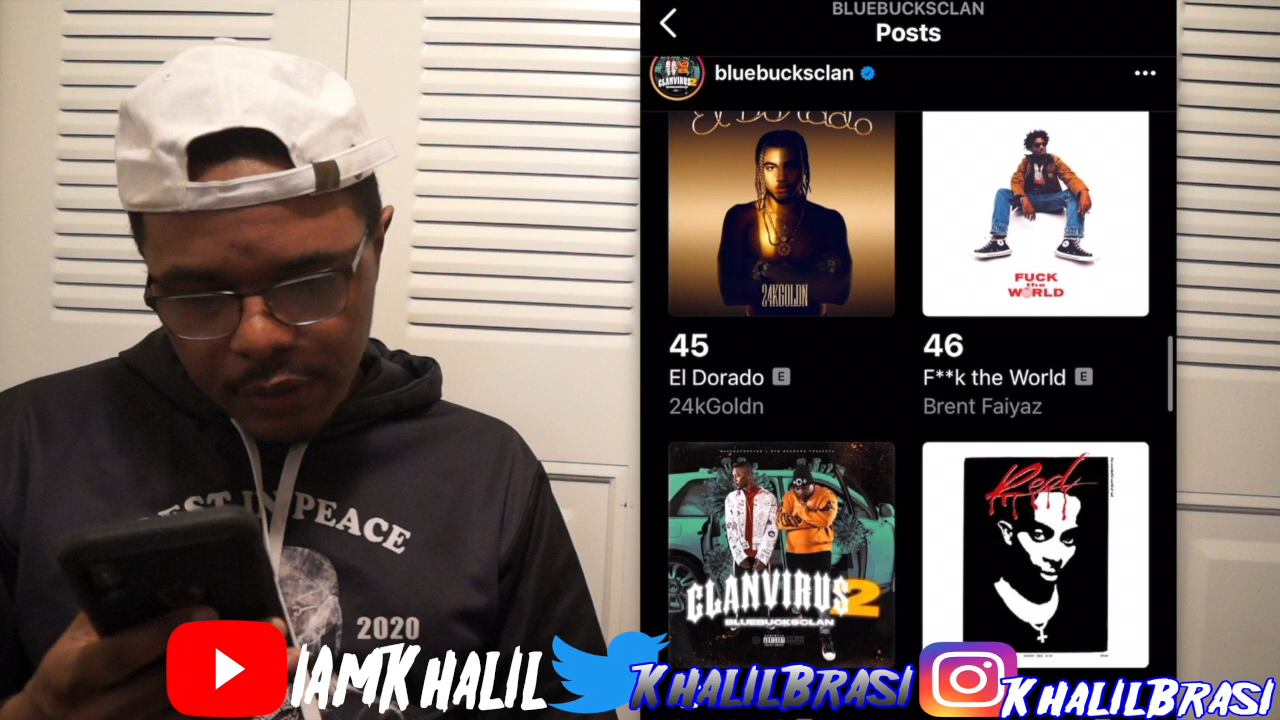 BLUEBUCKSCLAN
Posts
bluebucksclan
El Dorado
24KGOLDN
FUCK
the
WORLD
45
El Dorado E
24kGoldn
46
F**k the World E
Brent Faiyaz
CLANVIRUS2
BLUEBUCKSCLAN
Red
REST IN PEACE
2020
IAMKHALIL
KHALILBRASI
KHALILBRASI